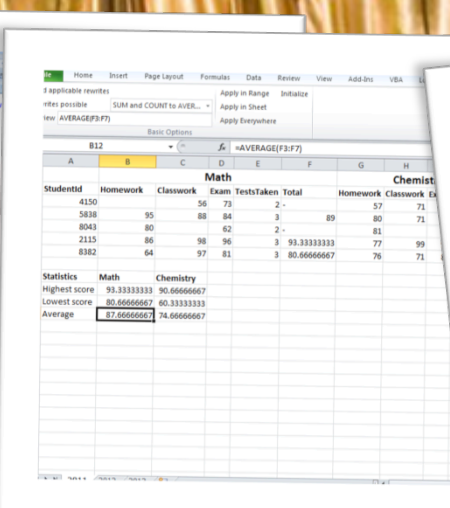 Home Insert Page Layout Formulas Data Review View Add-Ins VBA
applicable rewrites Apply in Range Initialize
rites possible SUM and COUNT to AVER... Apply in Sheet
iew AVERAGE(F3:F7) Apply Everywhere
Basic Options
B12 fx =AVERAGE(F3:F7)
A B C D E F G H
Math Chemist
StudentId Homework Classwork Exam TestsTaken Total Homework Classwork Ex
4150 56 73 2 - 57 71
5838 95 88 84 3 89 80 71
8043 80 62 2 - 81
2115 86 98 96 3 93.33333333 77 99
8382 64 97 81 3 80.66666667 76 71
Statistics Math Chemistry
Highest score 93.33333333 90.66666667
Lowest score 80.66666667 60.33333333
Average 87.66666667 74.66666667